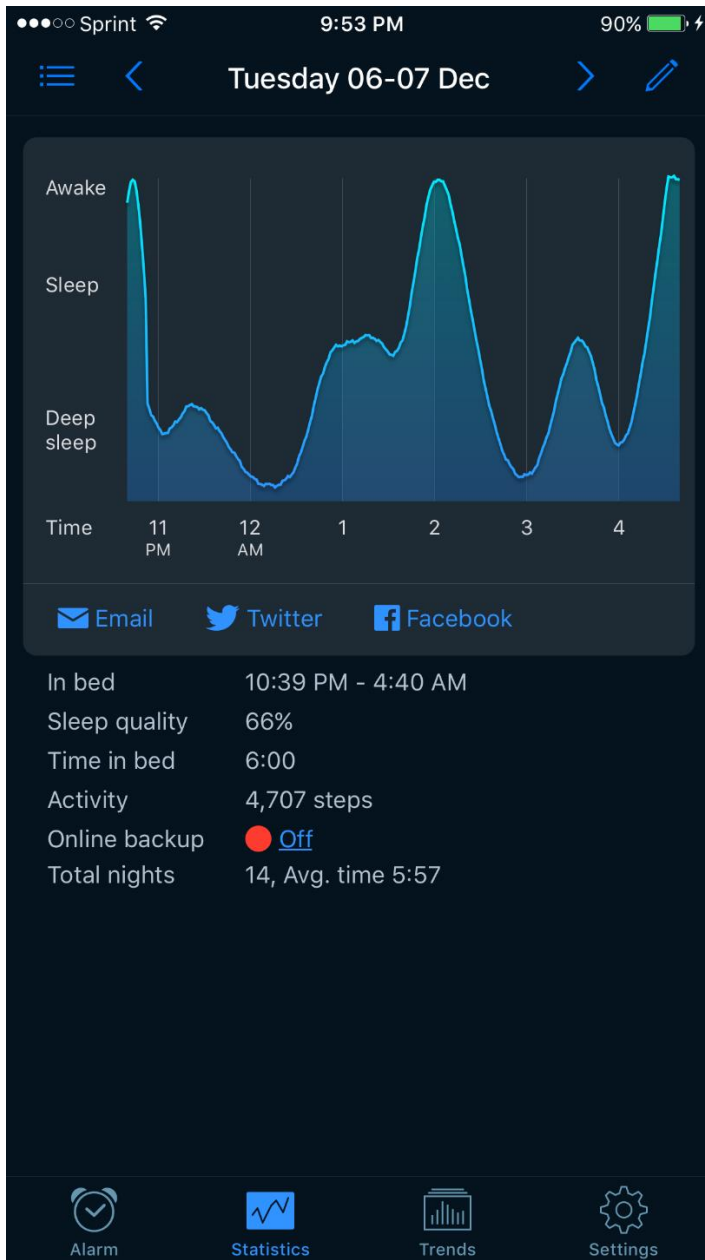 Sprint 9:53 PM 90%
Tuesday 06-07 Dec
Awake
Sleep
Deep
sleep
Time 11 12 1 2 3 4
PM AM
Email Twitter Facebook
In bed 10:39 PM - 4:40 AM
Sleep quality 66%
Time in bed 6:00
Activity 4,707 steps
Online backup Off
Total nights 14, Avg. time 5:57
Alarm Statistics Trends Settings